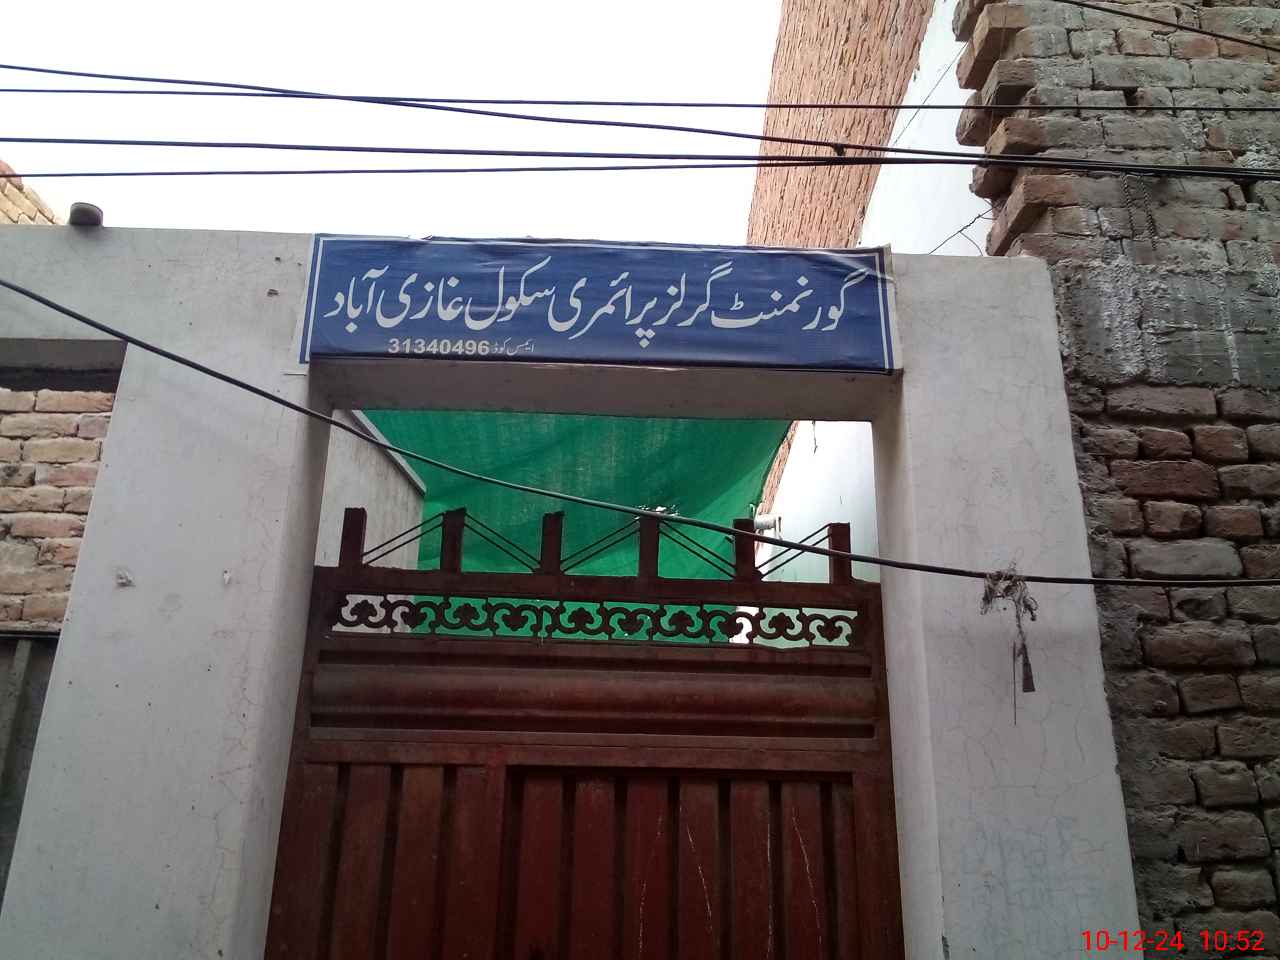 گورنمنٹ گرلز پرائمری سکول غازی آباد
ایمس کوڈ 31340496
10-12-24 10:52